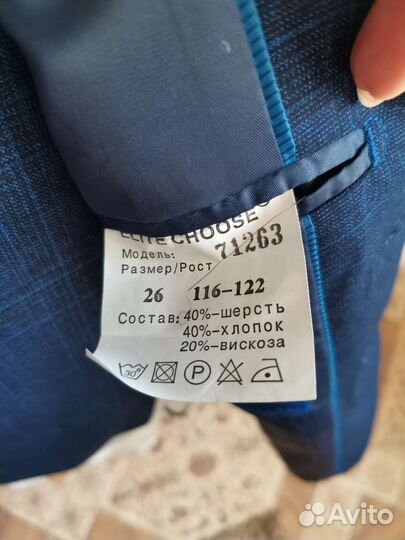 ELITE CHOOSE
Модель: 71263
Размер/Рост
26 116-122
Состав: 40%-шерсть
40%-хлопок
20%-вискоза
30°
P
Avito